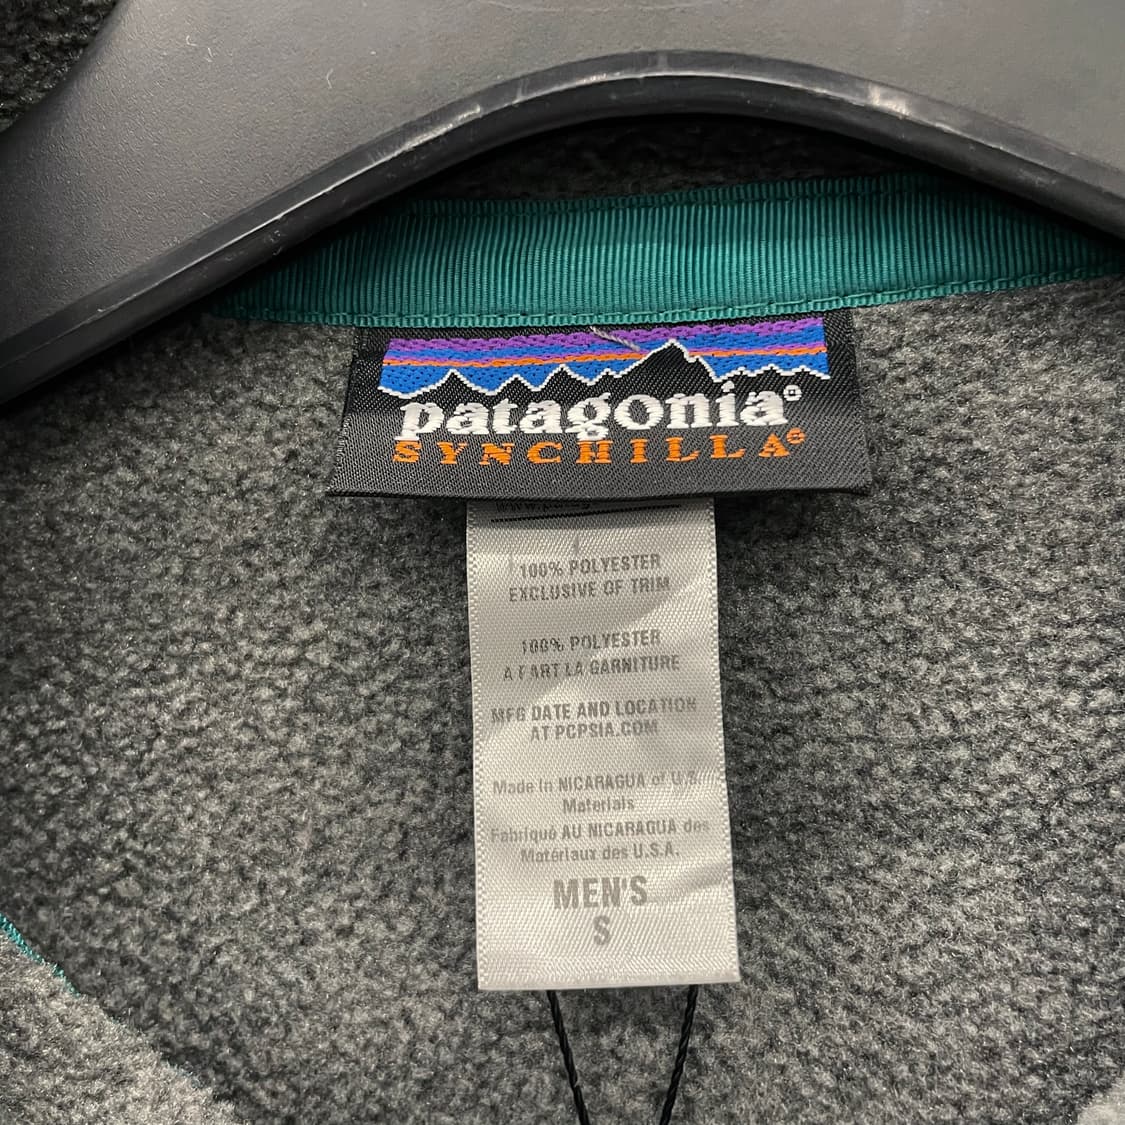 patagonia®
SYNCHILLA®
100% POLYESTER
EXCLUSIVE OF TRIM
100% POLYESTER
A PART LA GARNITURE
MFG DATE AND LOCATION
AT PCPSIA.COM
Made in NICARAGUA of U.S.
Materials
Fabriqué AU NICARAGUA des
Matériaux des U.S.A.
MEN'S
S